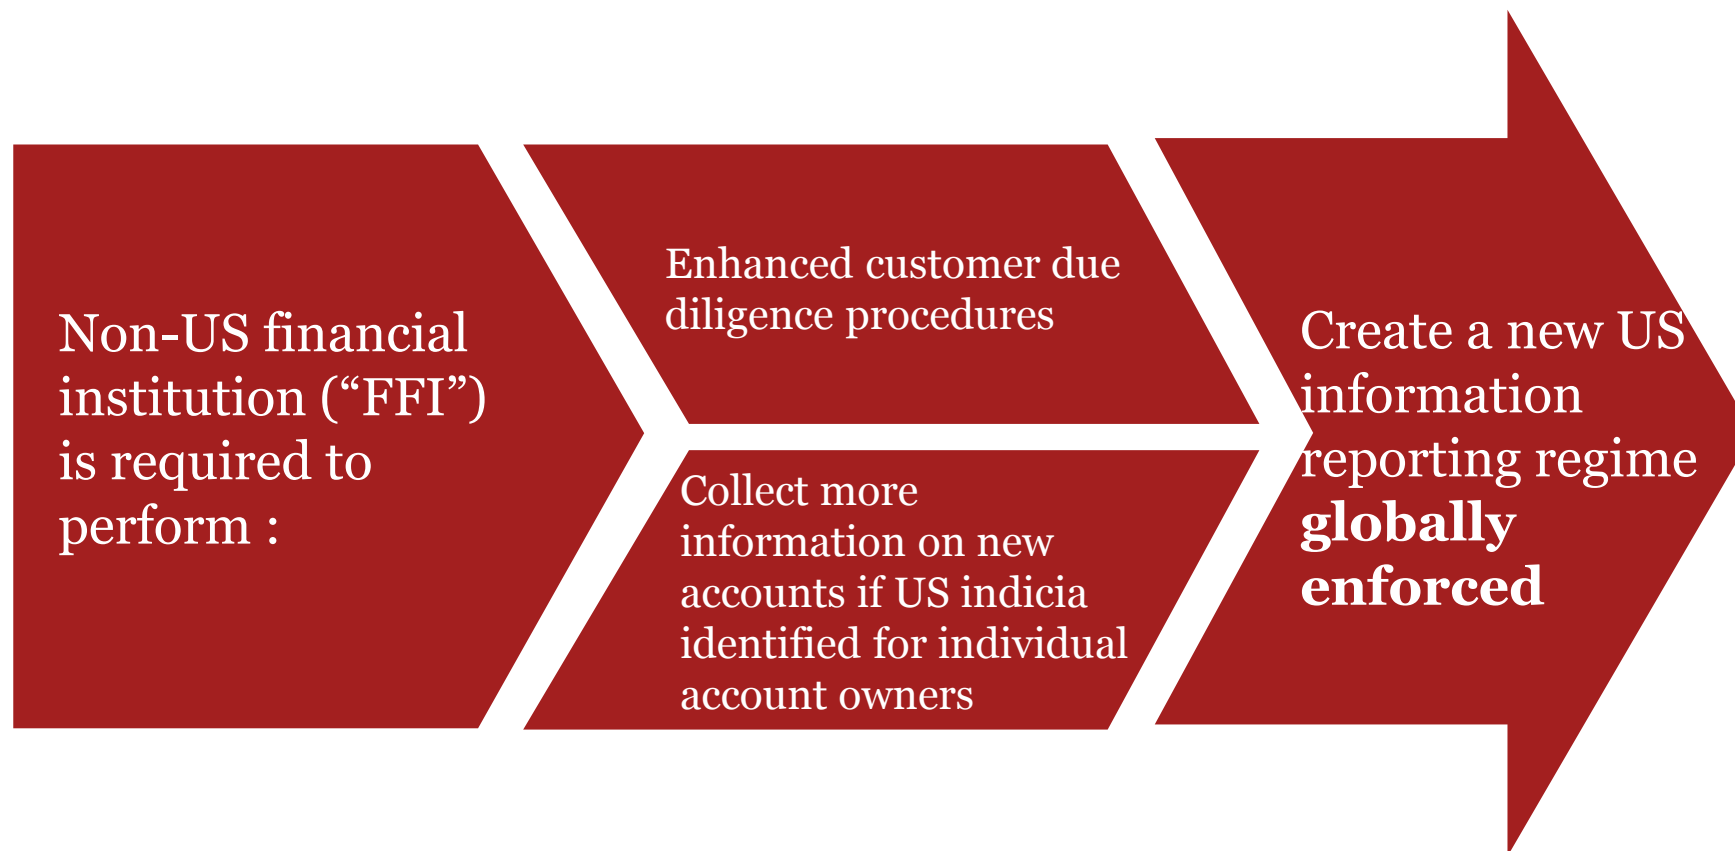 Non-US financial
institution (“FFI”)
is required to
perform :
Enhanced customer due
diligence procedures
Collect more
information on new
accounts if US indicia
identified for individual
account owners
Create a new US
information
reporting regime
globally
enforced